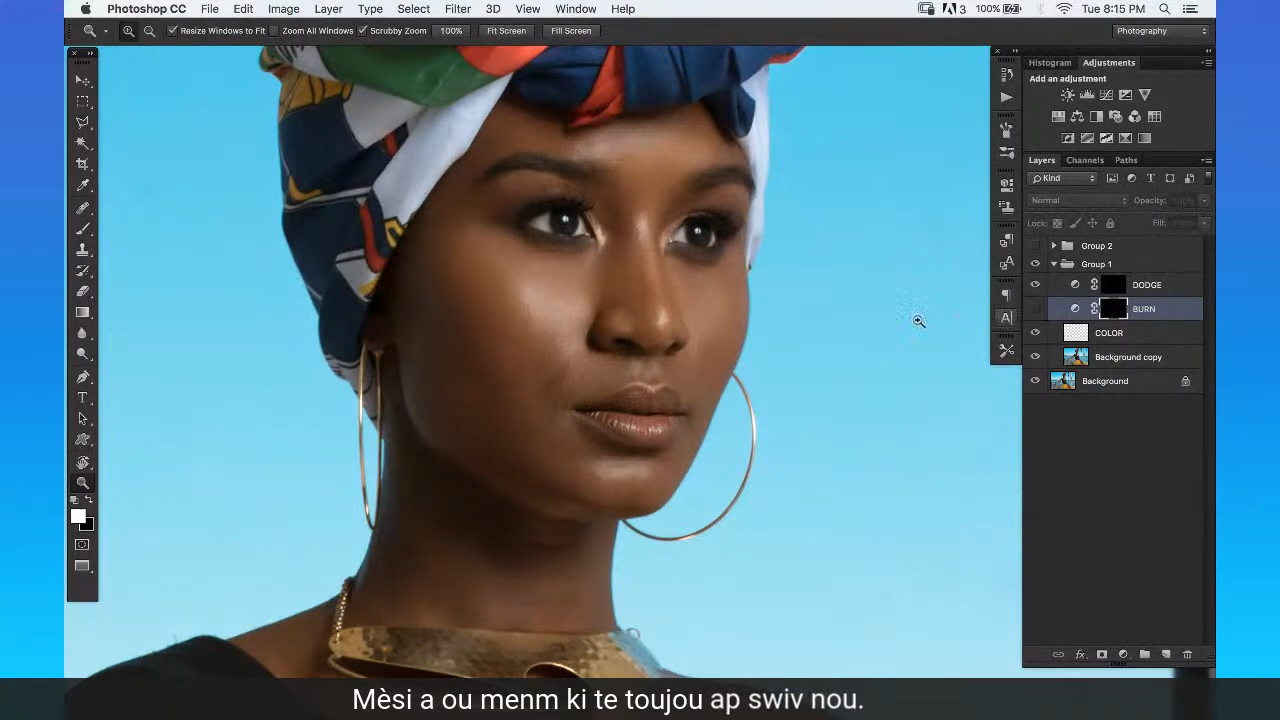 Photoshop CC File Edit Image Layer Type Select Filter 3D View Window Help 3 100% Tue 8:15 PM
Resize Windows to Fit Zoom All Windows Scrubby Zoom 100% Fit Screen Fill Screen Photography
Histogram Adjustments
Add an adjustment
Layers Channels Paths
Kind T
Normal Opacity: 100%
Lock: Fill:
Group 2
Group 1
DODGE
BURN
COLOR
Background copy
Background
fx
Mèsi a ou menm ki te toujou ap swiv nou.